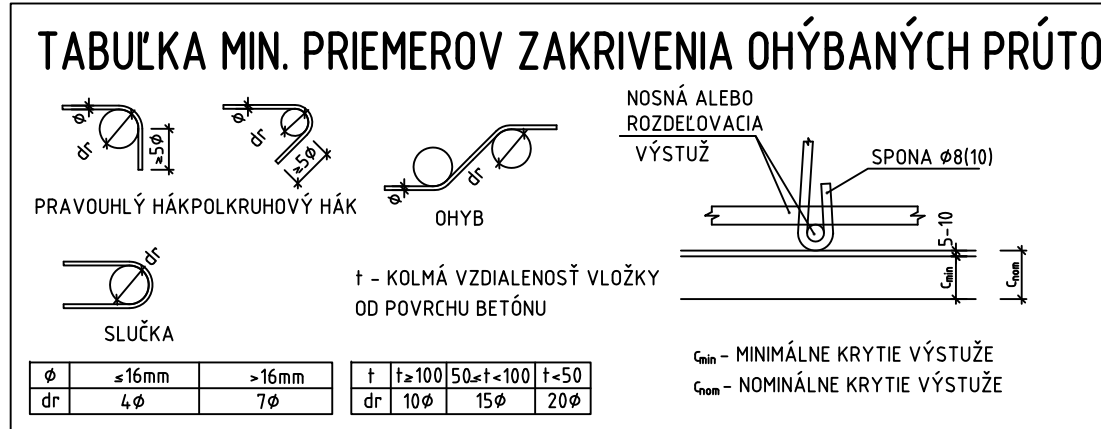 TABUĽKA MIN. PRIEMEROV ZAKRIVENIA OHÝBANÝCH PRÚTO
Ø
dr
≥5Ø
PRAVOUHLÝ HÁK
Ø
dr
≥5Ø
POLKRUHOVÝ HÁK
Ø
dr
OHYB
dr
SLUČKA
t - KOLMÁ VZDIALENOSŤ VLOŽKY
OD POVRCHU BETÓNU
NOSNÁ ALEBO
ROZDEĽOVACIA
VÝSTUŽ
SPONA Ø8(10)
5-10
Cmin
Cnom
Cmin - MINIMÁLNE KRYTIE VÝSTUŽE
Cnom - NOMINÁLNE KRYTIE VÝSTUŽE
Ø ≤16mm >16mm
dr 4Ø 7Ø
t t≥100 50≤t<100 t<50
dr 10Ø 15Ø 20Ø